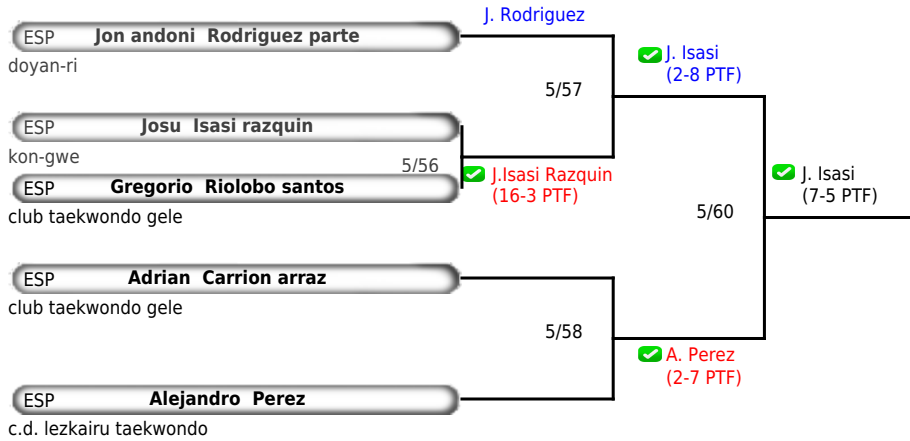 J. Rodriguez
ESP Jon andoni Rodriguez parte
doyan-ri
J. Isasi
(2-8 PTF)
5/57
ESP Josu Isasi razquin
kon-gwe
5/56
J.Isasi Razquin
(16-3 PTF)
J. Isasi
(7-5 PTF)
ESP Gregorio Riolobo santos
club taekwondo gele
5/60
ESP Adrian Carrion arraz
club taekwondo gele
5/58
A. Perez
(2-7 PTF)
ESP Alejandro Perez
c.d. lezkairu taekwondo